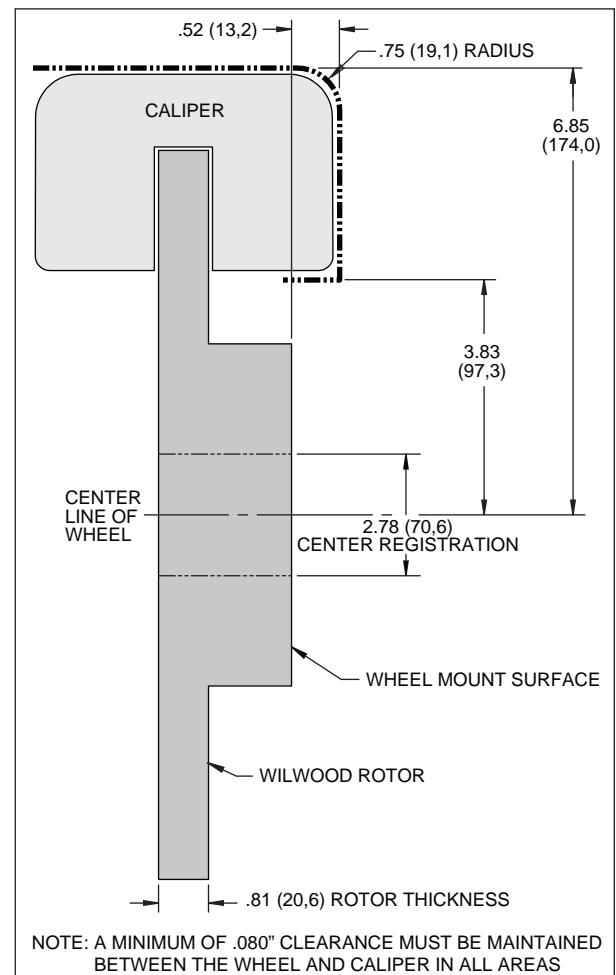 .52 (13,2)
.75 (19,1) RADIUS
CALIPER
6.85
(174,0)
3.83
(97,3)
CENTER
LINE OF
WHEEL
2.78 (70,6)
CENTER REGISTRATION
WHEEL MOUNT SURFACE
WILWOOD ROTOR
.81 (20,6) ROTOR THICKNESS
NOTE: A MINIMUM OF .080” CLEARANCE MUST BE MAINTAINED
BETWEEN THE WHEEL AND CALIPER IN ALL AREAS